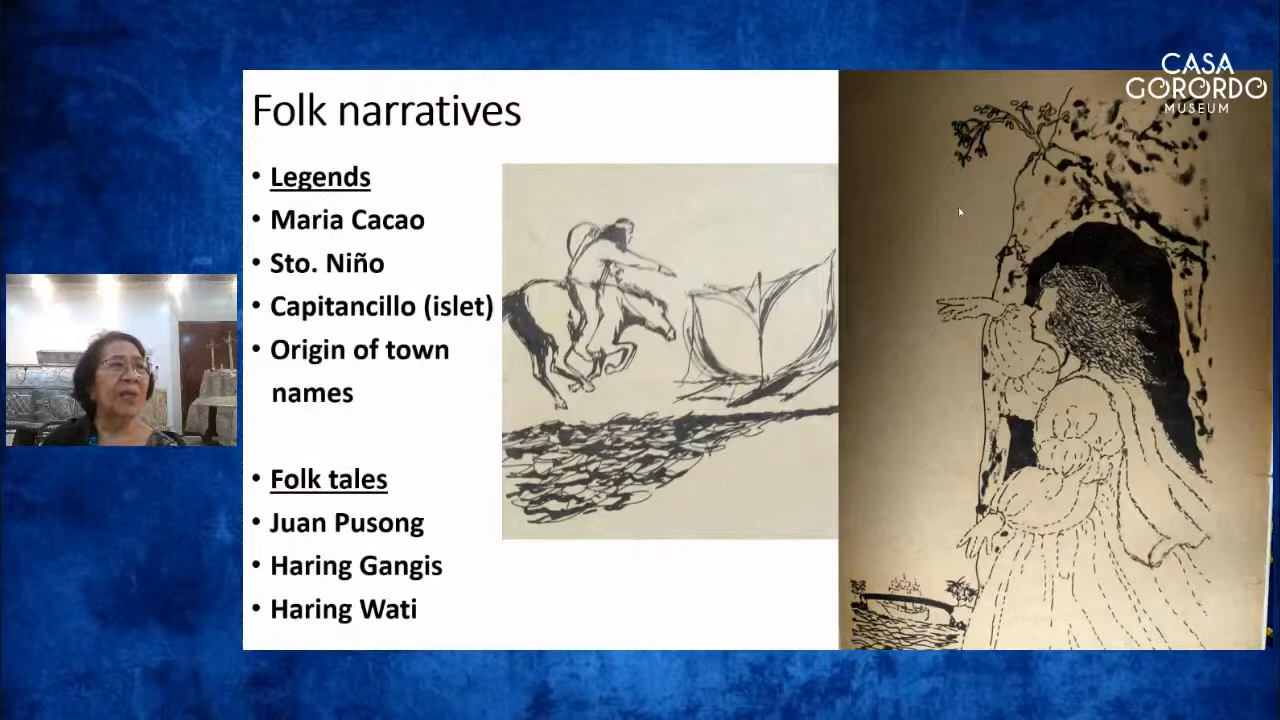 CASA
GORORDO
MUSEUM
Folk narratives
• Legends
• Maria Cacao
• Sto. Niño
• Capitancillo (islet)
• Origin of town
names
• Folk tales
• Juan Pusong
• Haring Gangis
• Haring Wati